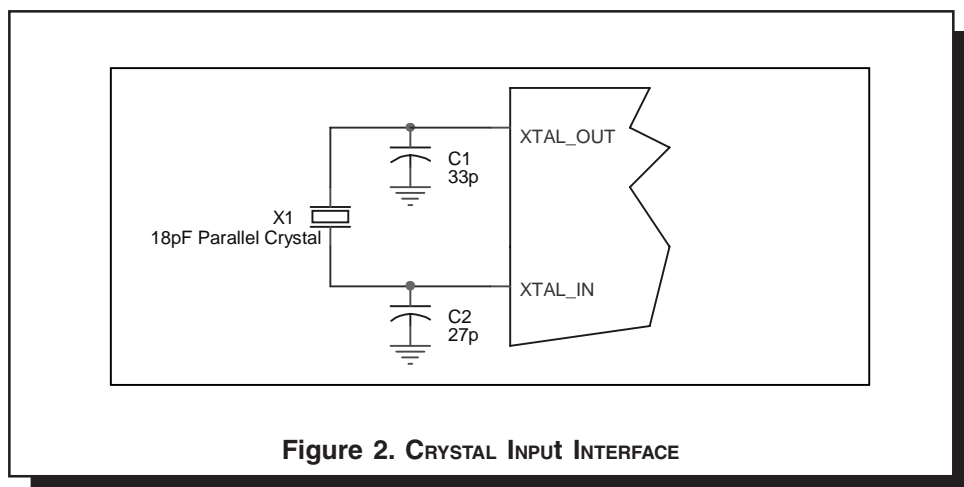 XTAL_OUT
C1
33p
X1
18pF Parallel Crystal
XTAL_IN
C2
27p
Figure 2. CRYSTAL INPUt INTERFACE